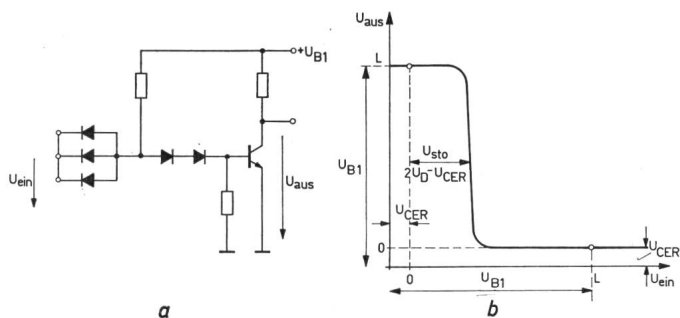 +U_B1
U_ein
U_aus
a
U_aus
L
U_B1
U_sto
2U_D-U_CER
U_CER
0
U_CER
0
U_B1
L
U_ein
b